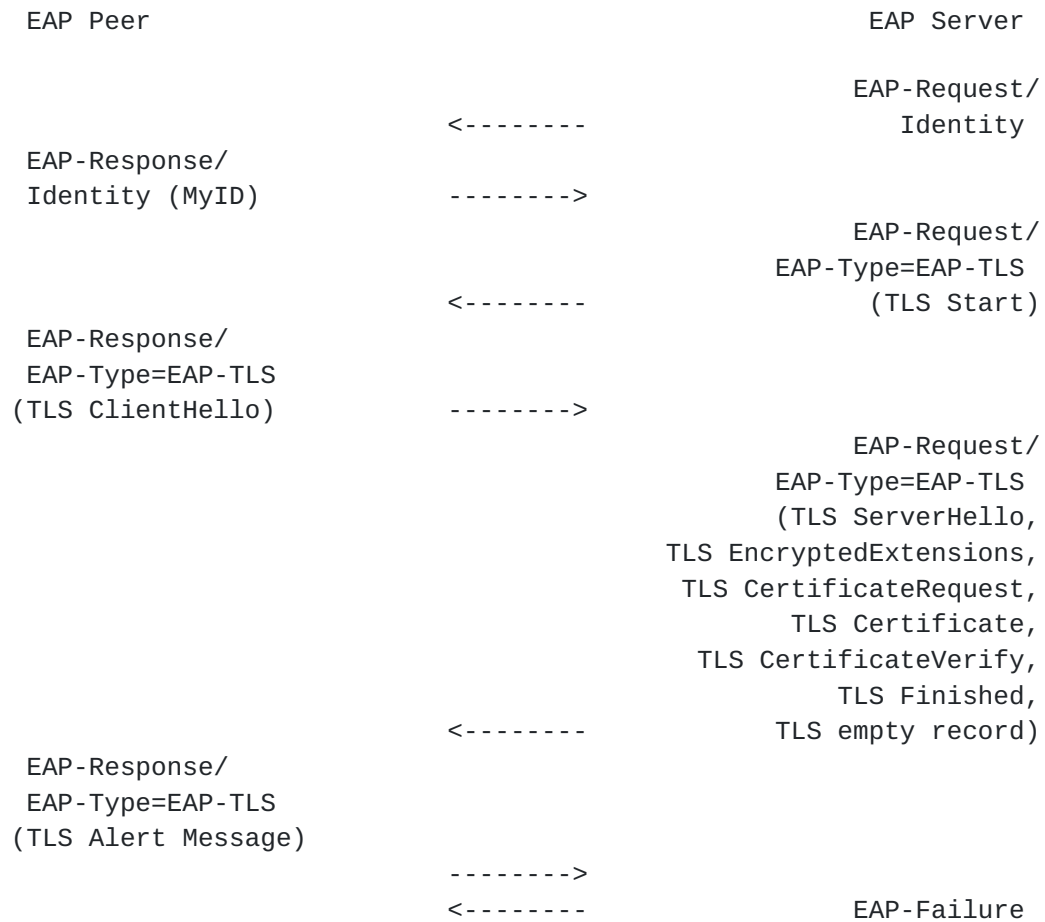 EAP Peer EAP Server
EAP-Request/
<-------- Identity
EAP-Response/
Identity (MyID) -------->
EAP-Request/
EAP-Type=EAP-TLS
<-------- (TLS Start)
EAP-Response/
EAP-Type=EAP-TLS
(TLS ClientHello) -------->
EAP-Request/
EAP-Type=EAP-TLS
(TLS ServerHello,
TLS EncryptedExtensions,
TLS CertificateRequest,
TLS Certificate,
TLS CertificateVerify,
TLS Finished,
<-------- TLS empty record)
EAP-Response/
EAP-Type=EAP-TLS
(TLS Alert Message)
-------->
<-------- EAP-Failure